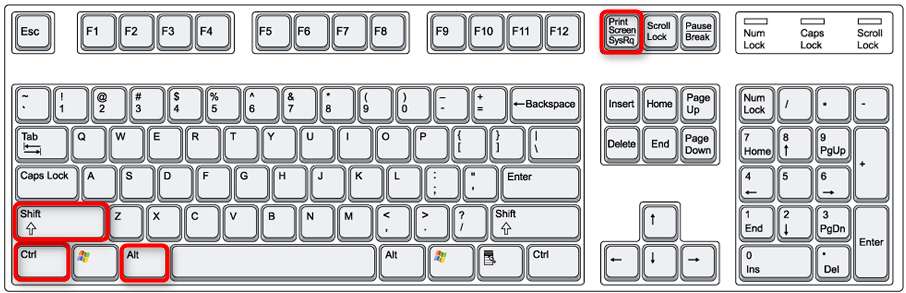 Esc F1 F2 F3 F4 F5 F6 F7 F8 F9 F10 F11 F12
Print Scroll Pause
Screen Lock Break
SysRq
Num Caps Scroll
Lock Lock Lock
~ ! @ # $ % ^ & * ( ) _ +
` 1 2 3 4 5 6 7 8 9 0 - = ←Backspace
Insert Home Page
Up
Num / * -
Lock
Tab Q W E R T Y U I O P { } |
[ ] \
Delete End Page
Down
7 8 9
Home ↑ PgUp +
Caps Lock A S D F G H J K L : " Enter
; '
4 5 6
← →
Shift Z X C V B N M < > ? Shift
⇧ , . / ⇧
↑
1 2 3
End ↓ PgDn Enter
Ctrl Alt Alt Ctrl
← ↓ →
0 *
Ins Del